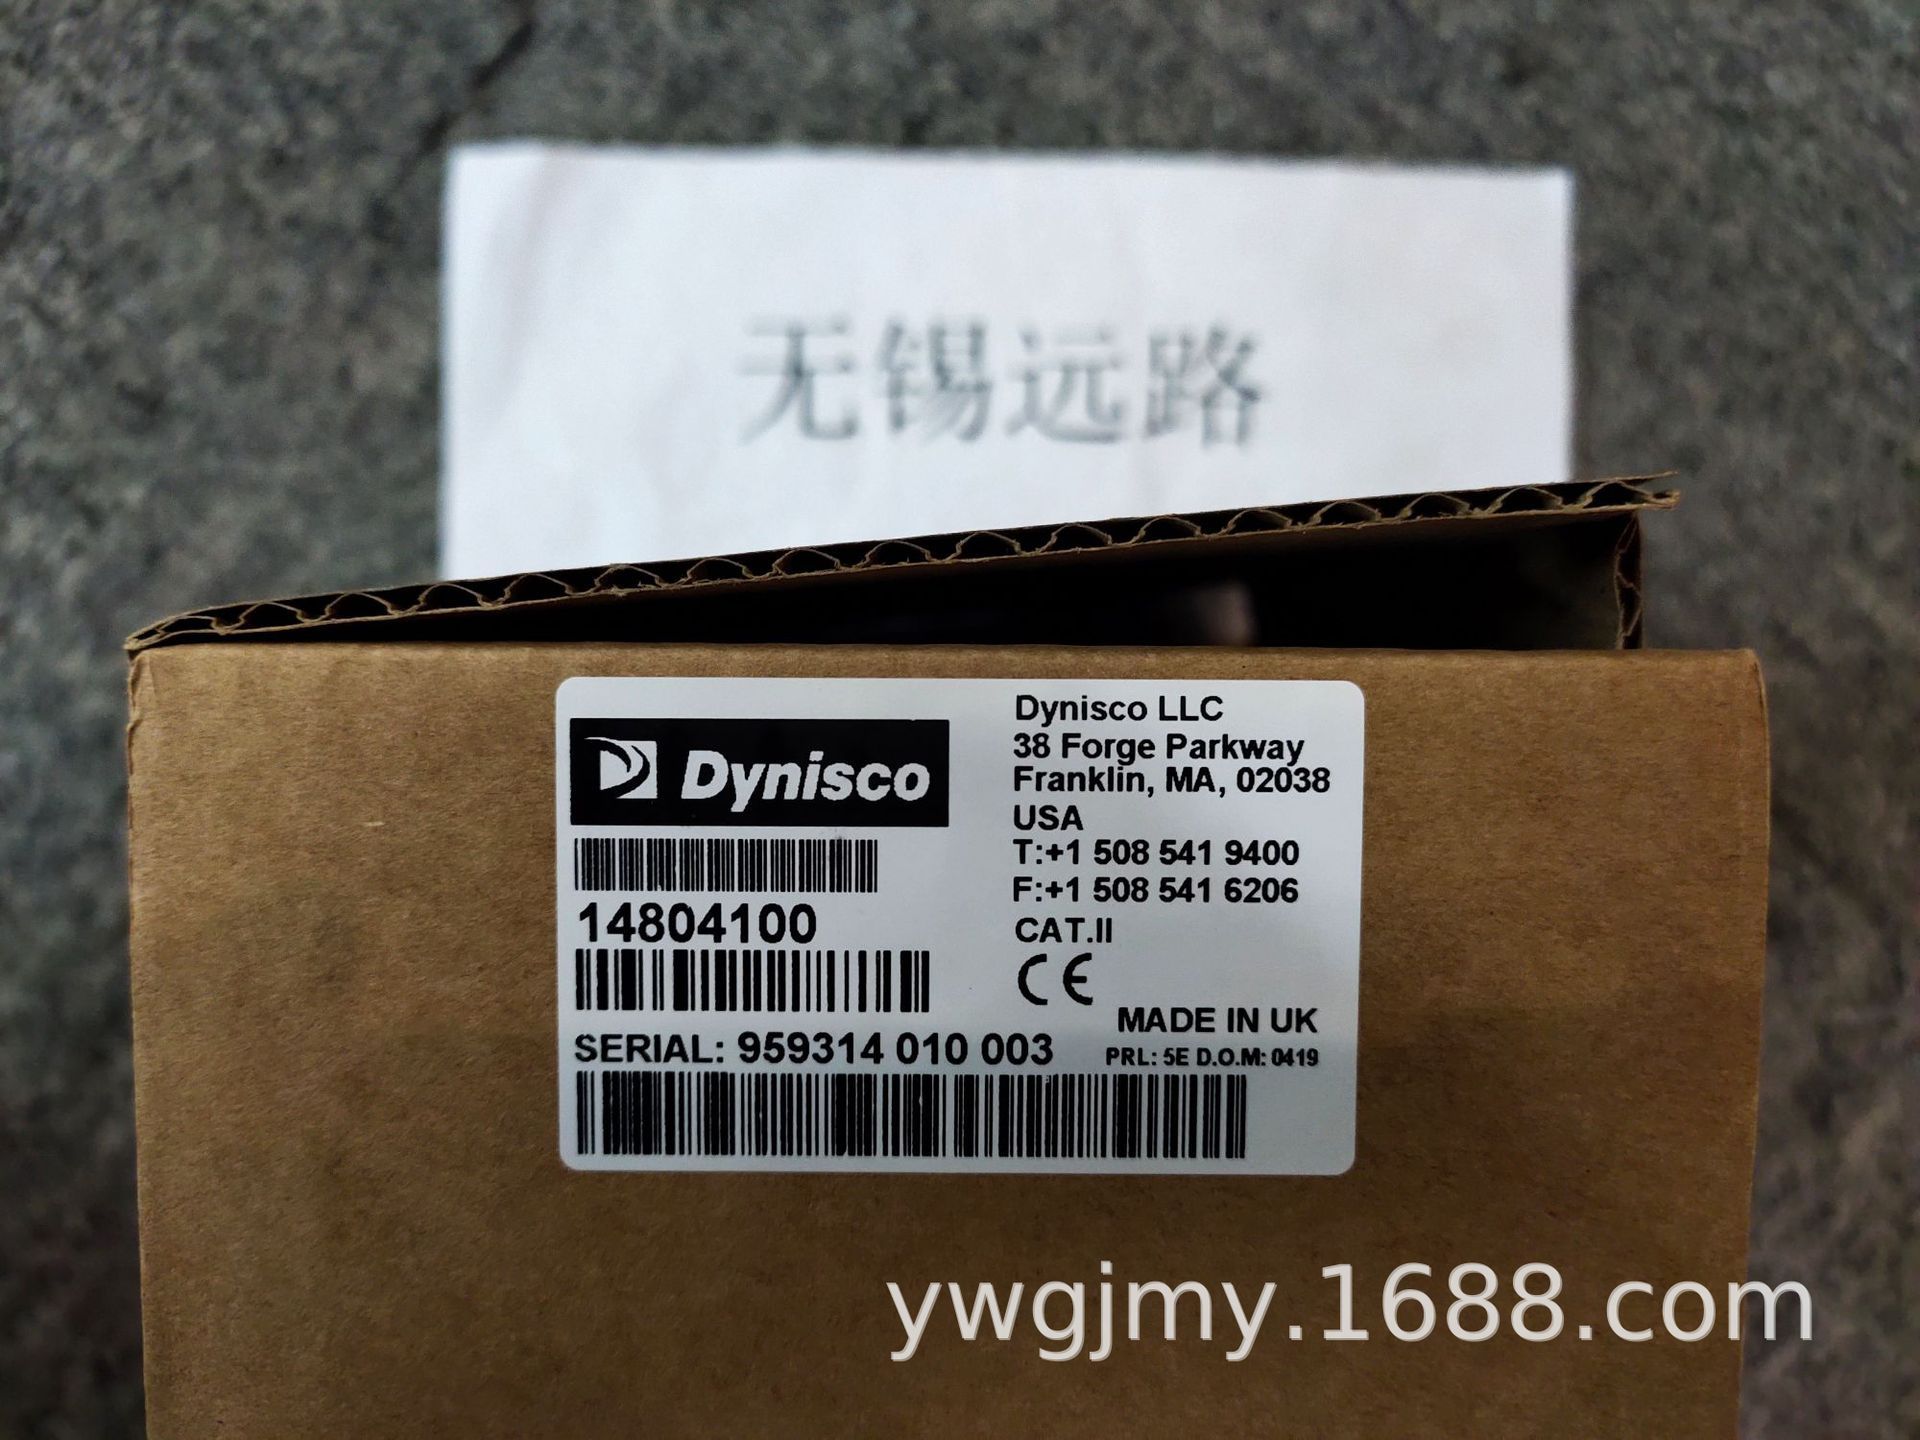 无锡远路
Dynisco
Dynisco LLC
38 Forge Parkway
Franklin, MA, 02038
USA
T:+1 508 541 9400
F:+1 508 541 6206
CAT.II
CE
14804100
MADE IN UK
SERIAL: 959314 010 003
PRL: 5E D.O.M: 0419
ywgjmy.1688.com